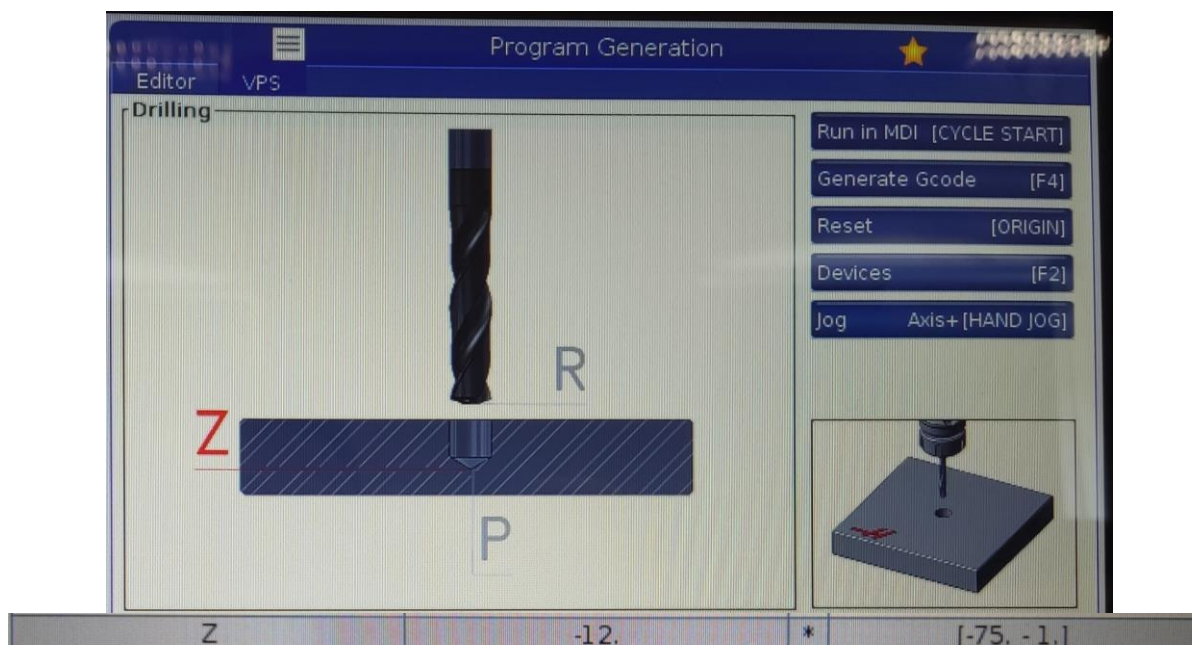 Program Generation
Editor VPS
Drilling
Run in MDI [CYCLE START]
Generate Gcode [F4]
Reset [ORIGIN]
Devices [F2]
Jog Axis+[HAND JOG]
R
Z
P
Z -12. * [-75. - 1.]